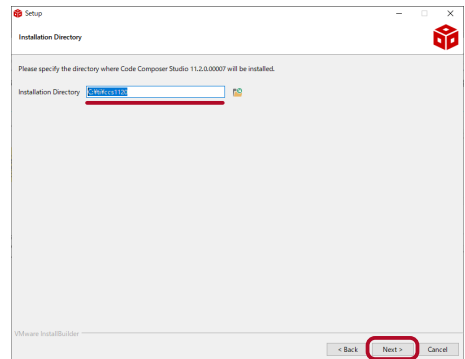 Setup
Installation Directory
Please specify the directory where Code Composer Studio 11.2.0.00007 will be installed.
Installation Directory C:¥ti¥ccs1120
VMware InstallBuilder
< Back Next > Cancel